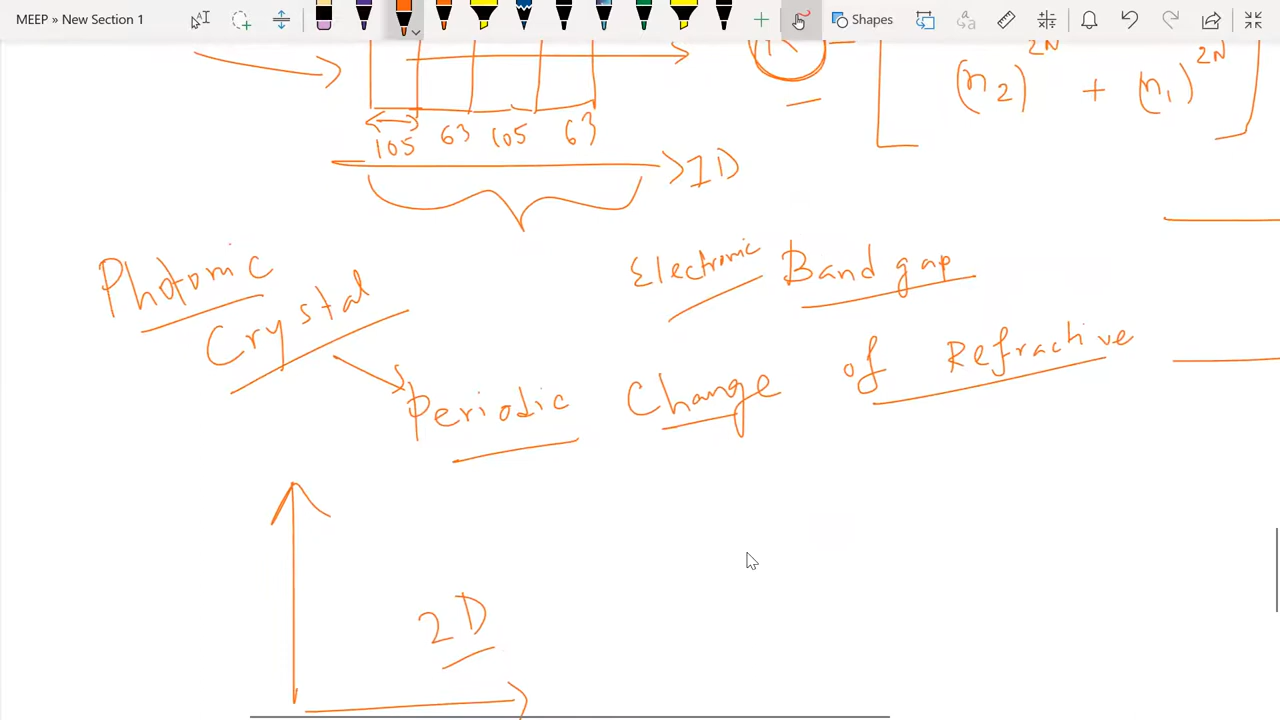 MEEP » New Section 1
Shapes
(n2)^2N + (n1)^2N
105 63 105 63
1D
Photonic
Crystal
Electronic Band gap
Periodic Change of Refractive
2D